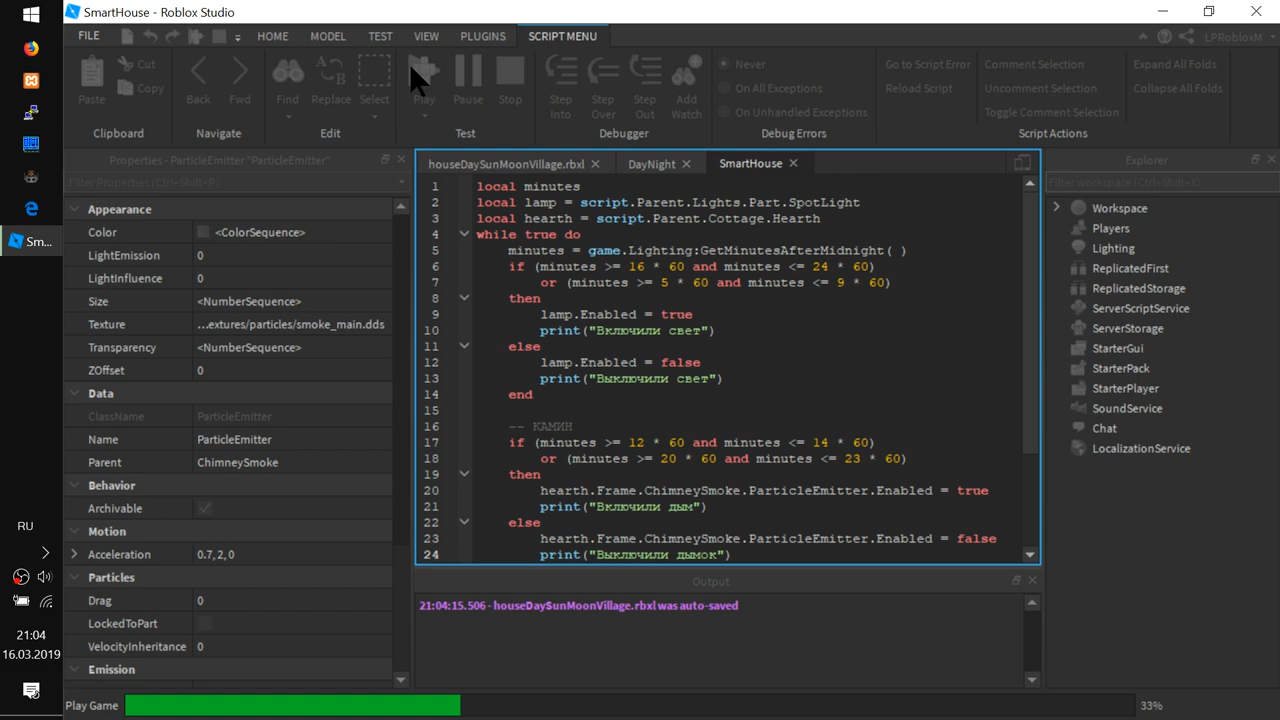 SmartHouse - Roblox Studio
FILE HOME MODEL TEST VIEW PLUGINS SCRIPT MENU LPRobloxM
Paste Cut Copy Back Fwd Find Replace Select Play Pause Stop Step Into Step Over Step Out Add Watch
Never
On All Exceptions
On Unhandled Exceptions
Go to Script Error
Reload Script
Comment Selection
Uncomment Selection
Toggle Comment Selection
Expand All Folds
Collapse All Folds
Clipboard Navigate Edit Test Debugger Debug Errors Script Actions
Properties - ParticleEmitter "ParticleEmitter"
Filter Properties (Ctrl+Shift+P)
Appearance
Color <ColorSequence>
LightEmission 0
LightInfluence 0
Size <NumberSequence>
Texture ...extures/particles/smoke_main.dds
Transparency <NumberSequence>
ZOffset 0
Data
ClassName ParticleEmitter
Name ParticleEmitter
Parent ChimneySmoke
Behavior
Archivable
Motion
Acceleration 0.7, 2, 0
Particles
Drag 0
LockedToPart
VelocityInheritance 0
Emission
houseDaySunMoonVillage.rbxl DayNight SmartHouse
1 local minutes
2 local lamp = script.Parent.Lights.Part.SpotLight
3 local hearth = script.Parent.Cottage.Hearth
4 while true do
5 minutes = game.Lighting:GetMinutesAfterMidnight( )
6 if (minutes >= 16 * 60 and minutes <= 24 * 60)
7 or (minutes >= 5 * 60 and minutes <= 9 * 60)
8 then
9 lamp.Enabled = true
10 print("Включили свет")
11 else
12 lamp.Enabled = false
13 print("Выключили свет")
14 end
15
16 -- КАМИН
17 if (minutes >= 12 * 60 and minutes <= 14 * 60)
18 or (minutes >= 20 * 60 and minutes <= 23 * 60)
19 then
20 hearth.Frame.ChimneySmoke.ParticleEmitter.Enabled = true
21 print("Включили дым")
22 else
23 hearth.Frame.ChimneySmoke.ParticleEmitter.Enabled = false
24 print("Выключили дымок")
Output
21:04:15.506 - houseDaySunMoonVillage.rbxl was auto-saved
Explorer
Filter workspace (Ctrl+Shift+X)
Workspace
Players
Lighting
ReplicatedFirst
ReplicatedStorage
ServerScriptService
ServerStorage
StarterGui
StarterPack
StarterPlayer
SoundService
Chat
LocalizationService
Sm...
RU
21:04
16.03.2019
Play Game 33%